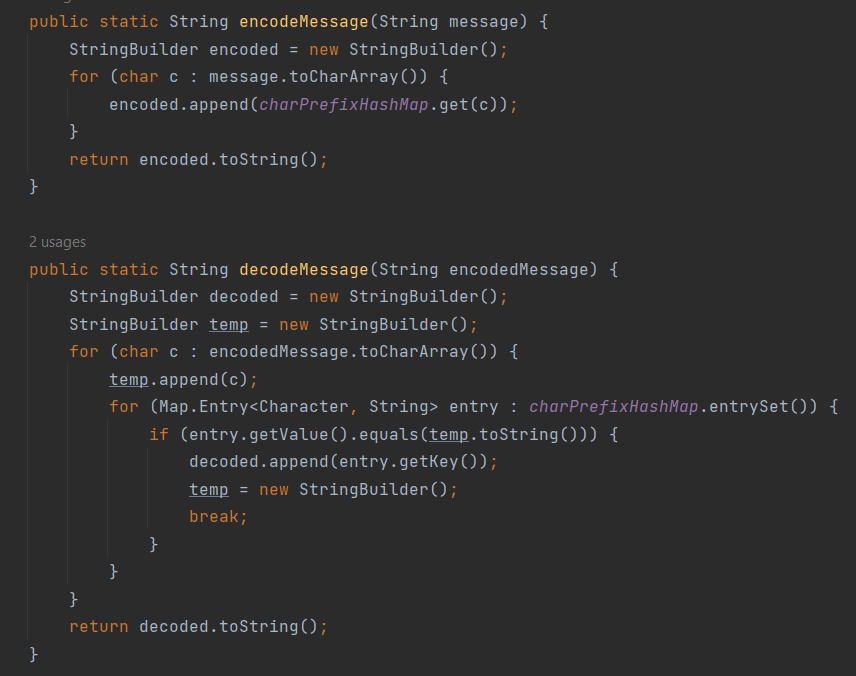 public static String encodeMessage(String message) {
    StringBuilder encoded = new StringBuilder();
    for (char c : message.toCharArray()) {
        encoded.append(charPrefixHashMap.get(c));
    }
    return encoded.toString();
}
2 usages
public static String decodeMessage(String encodedMessage) {
    StringBuilder decoded = new StringBuilder();
    StringBuilder temp = new StringBuilder();
    for (char c : encodedMessage.toCharArray()) {
        temp.append(c);
        for (Map.Entry<Character, String> entry : charPrefixHashMap.entrySet()) {
            if (entry.getValue().equals(temp.toString())) {
                decoded.append(entry.getKey());
                temp = new StringBuilder();
                break;
            }
        }
    }
    return decoded.toString();
}